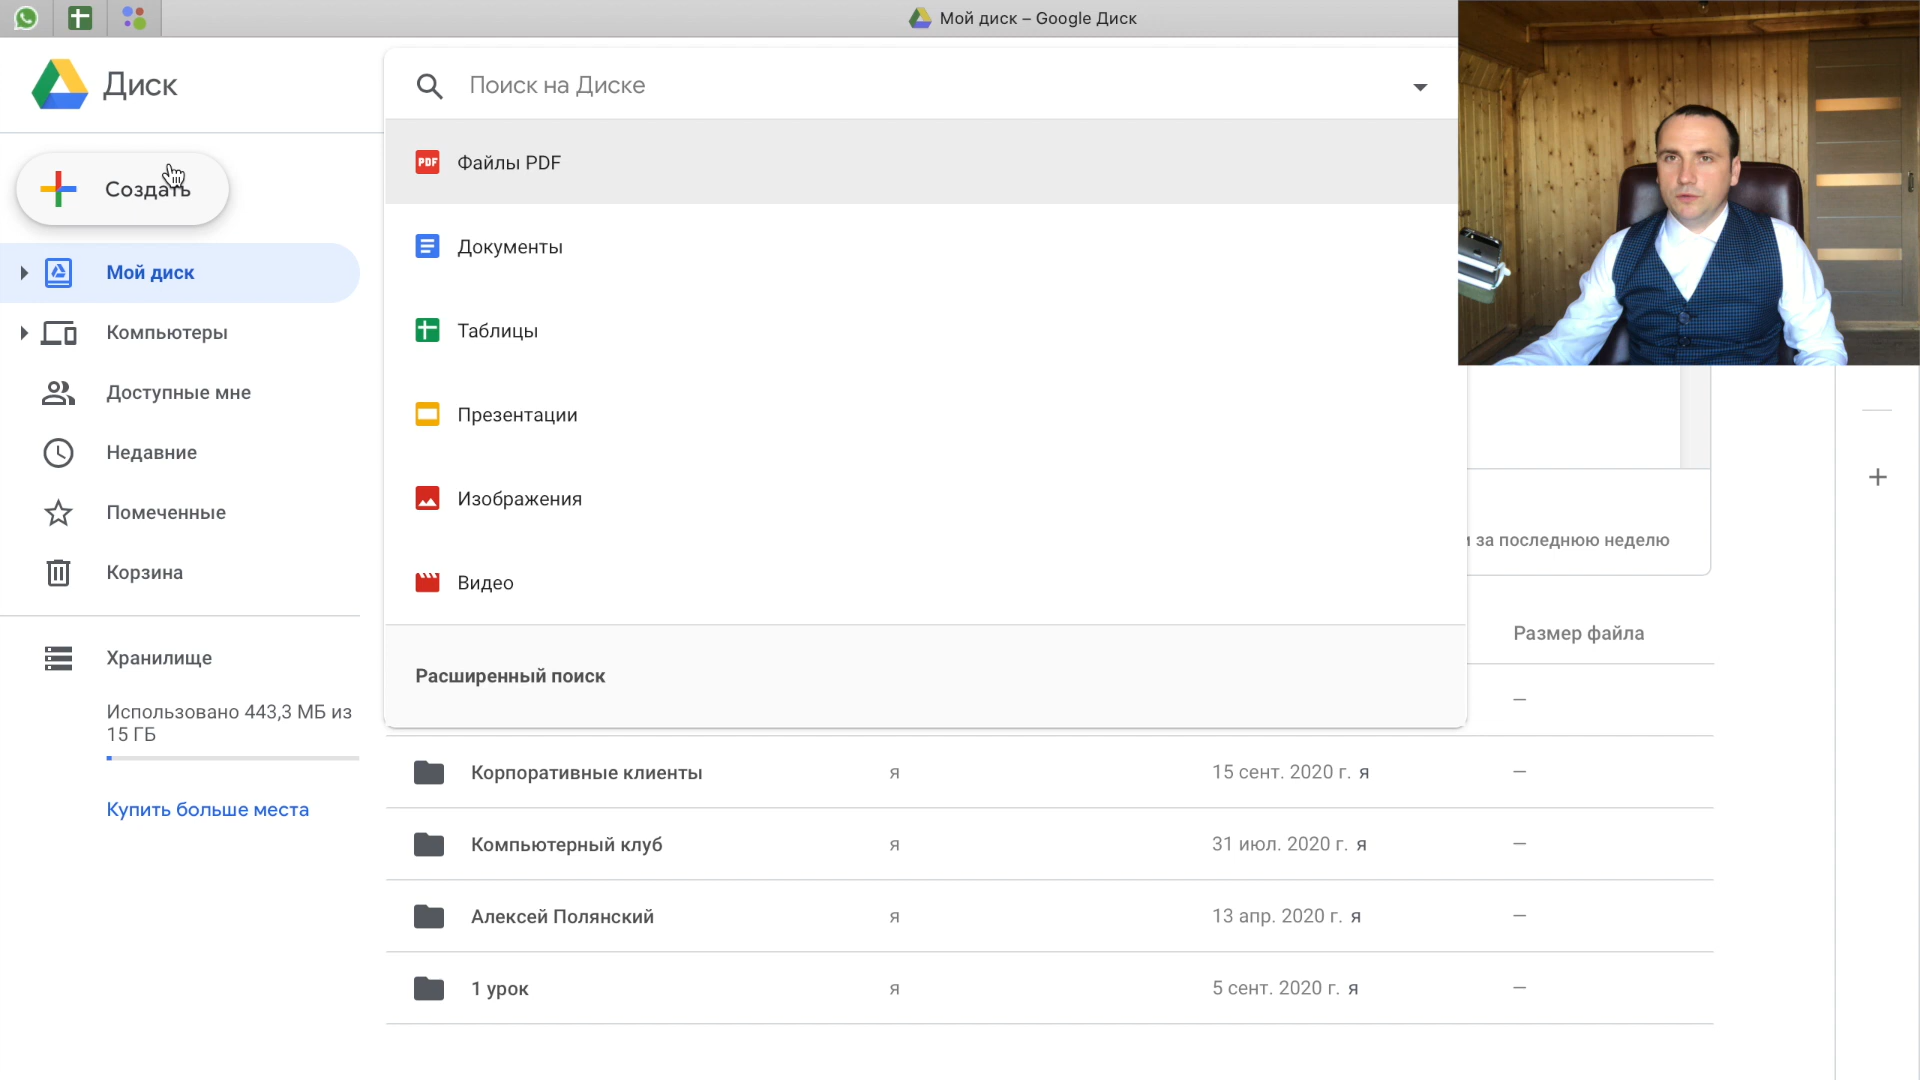 Мой диск – Google Диск
Диск
Поиск на Диске
Создать
PDF
Файлы PDF
Мой диск
Документы
Компьютеры
Таблицы
Доступные мне
Презентации
Недавние
Изображения
Помеченные
за последнюю неделю
Корзина
Видео
Размер файла
Хранилище
Расширенный поиск
–
Использовано 443,3 МБ из
15 ГБ
Корпоративные клиенты я 15 сент. 2020 г. я –
Купить больше места
Компьютерный клуб я 31 июл. 2020 г. я –
Алексей Полянский я 13 апр. 2020 г. я –
1 урок я 5 сент. 2020 г. я –